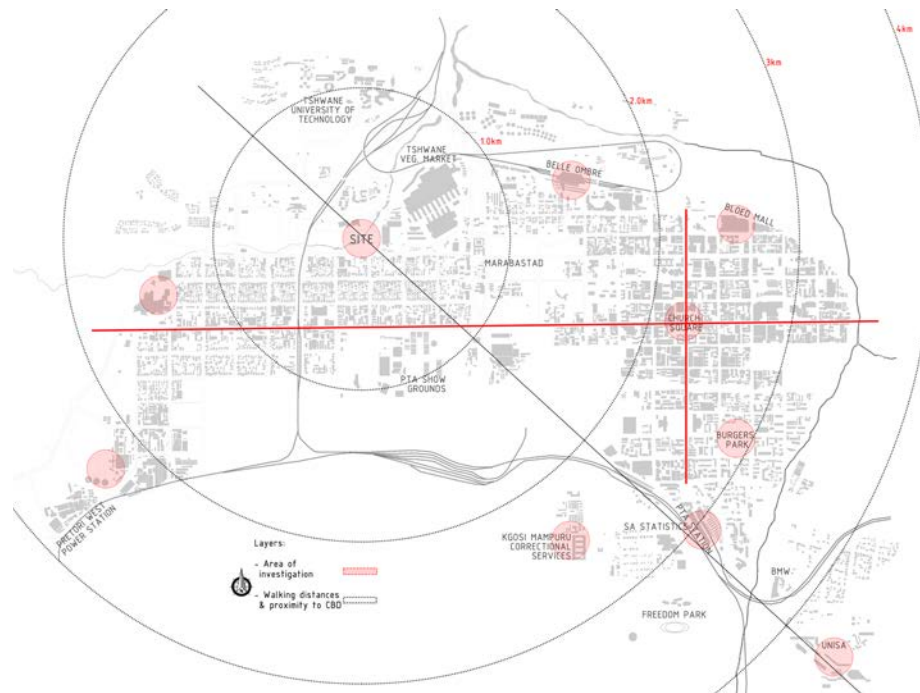 4km
3km
2.0km
1.0km
TSHWANE
UNIVERSITY OF
TECHNOLOGY
TSHWANE
VEG. MARKET
BELLE OMBRE
BLOED MALL
SITE
MARABASTAD
CHURCH
SQUARE
PTA SHOW
GROUNDS
BURGERS
PARK
PRETORI WEST
POWER STATION
SA STATISTICS
PTA STATION
KGOSI MAMPURU
CORRECTIONAL
SERVICES
BMW
FREEDOM PARK
UNISA
Layers:
- Area of
investigation
- Walking distances
& proximity to CBD